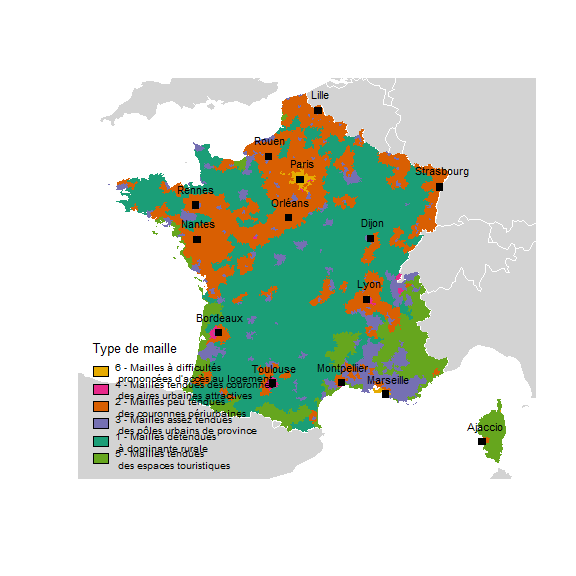 Lille
Rouen
Paris
Strasbourg
Rennes
Orléans
Nantes
Dijon
Lyon
Bordeaux
Type de maille
Toulouse
Montpellier
Marseille
6 - Mailles à difficultés
prononcées d'accès au logement
4 - Mailles tendues des couronnes
des aires urbaines attractives
2 - Mailles peu tendues
des couronnes périurbaines
3 - Mailles assez tendues
des pôles urbains de province
1 - Mailles détendues
à dominante rurale
5 - Mailles tendues
des espaces touristiques
Ajaccio